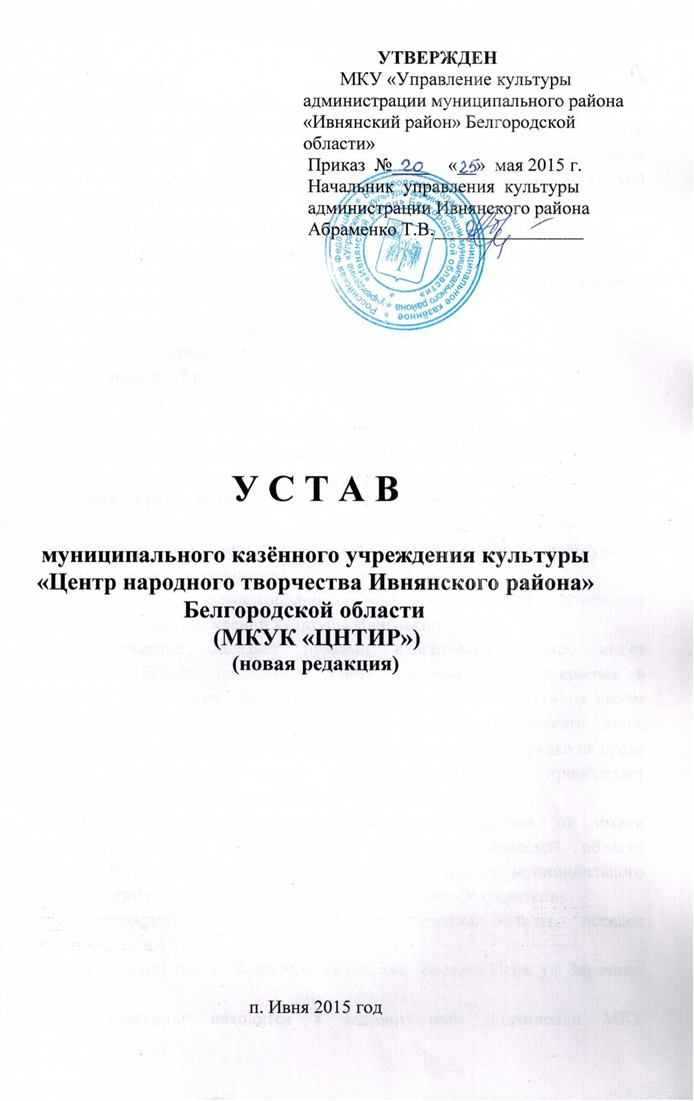 УТВЕРЖДЕН
МКУ «Управление культуры
администрации муниципального района
«Ивнянский район» Белгородской
области»
Приказ № 20 «25» мая 2015 г.
Начальник управления культуры
администрации Ивнянского района
Абраменко Т.В.
У С Т А В
муниципального казённого учреждения культуры
«Центр народного творчества Ивнянского района»
Белгородской области
(МКУК «ЦНТИР»)
(новая редакция)
п. Ивня 2015 год